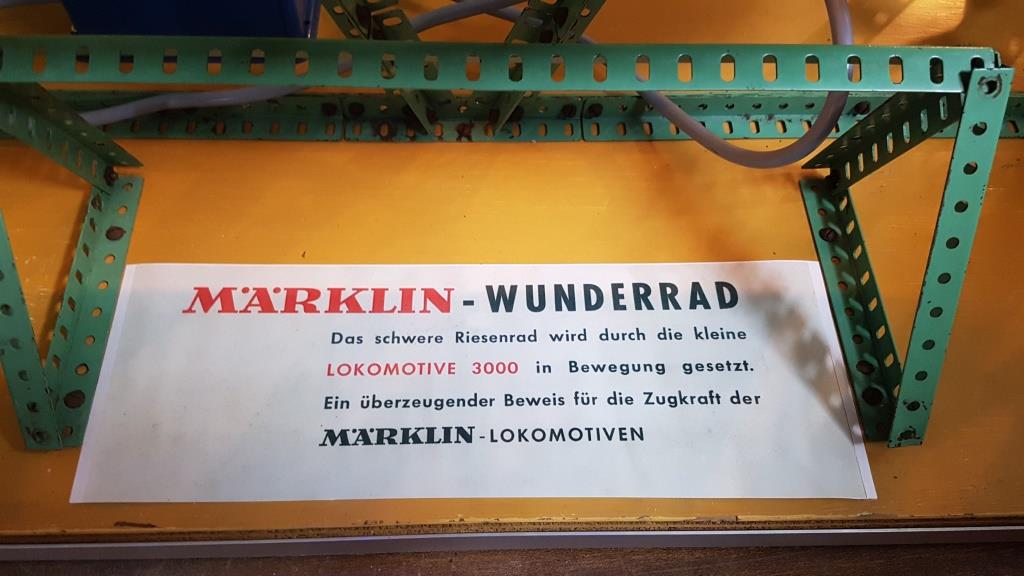 MÄRKLIN-WUNDERRAD
Das schwere Riesenrad wird durch die kleine
LOKOMOTIVE 3000 in Bewegung gesetzt.
Ein überzeugender Beweis für die Zugkraft der
MÄRKLIN-LOKOMOTIVEN